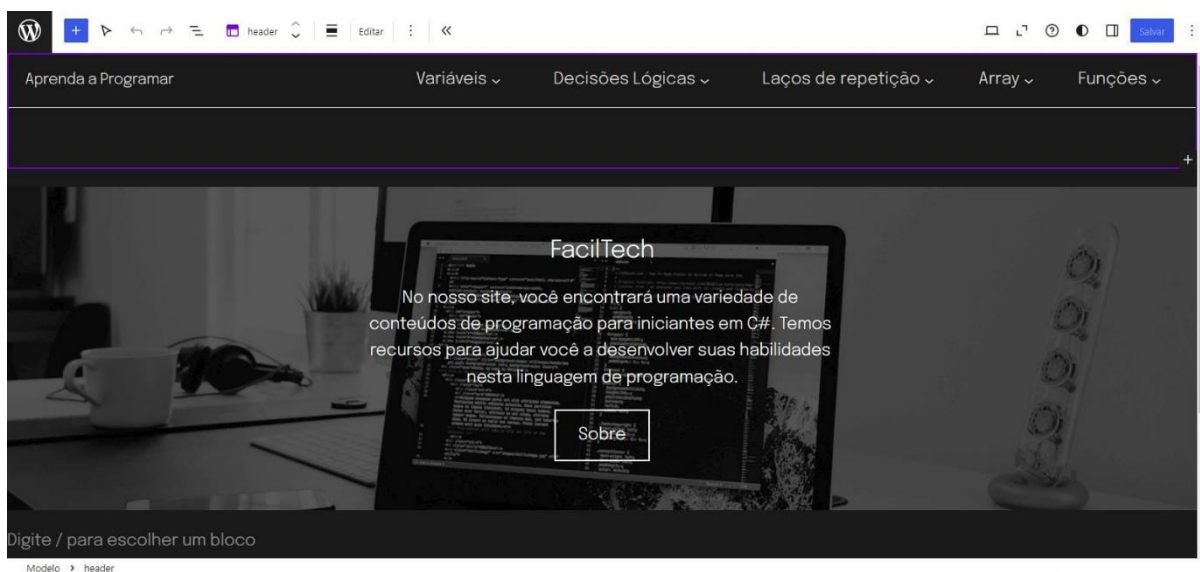 header
Editar
Salvar
Aprenda a Programar
Variáveis
Decisões Lógicas
Laços de repetição
Array
Funções
FacilTech
No nosso site, você encontrará uma variedade de
conteúdos de programação para iniciantes em C#. Temos
recursos para ajudar você a desenvolver suas habilidades
nesta linguagem de programação.
Sobre
Digite / para escolher um bloco
Modelo > header